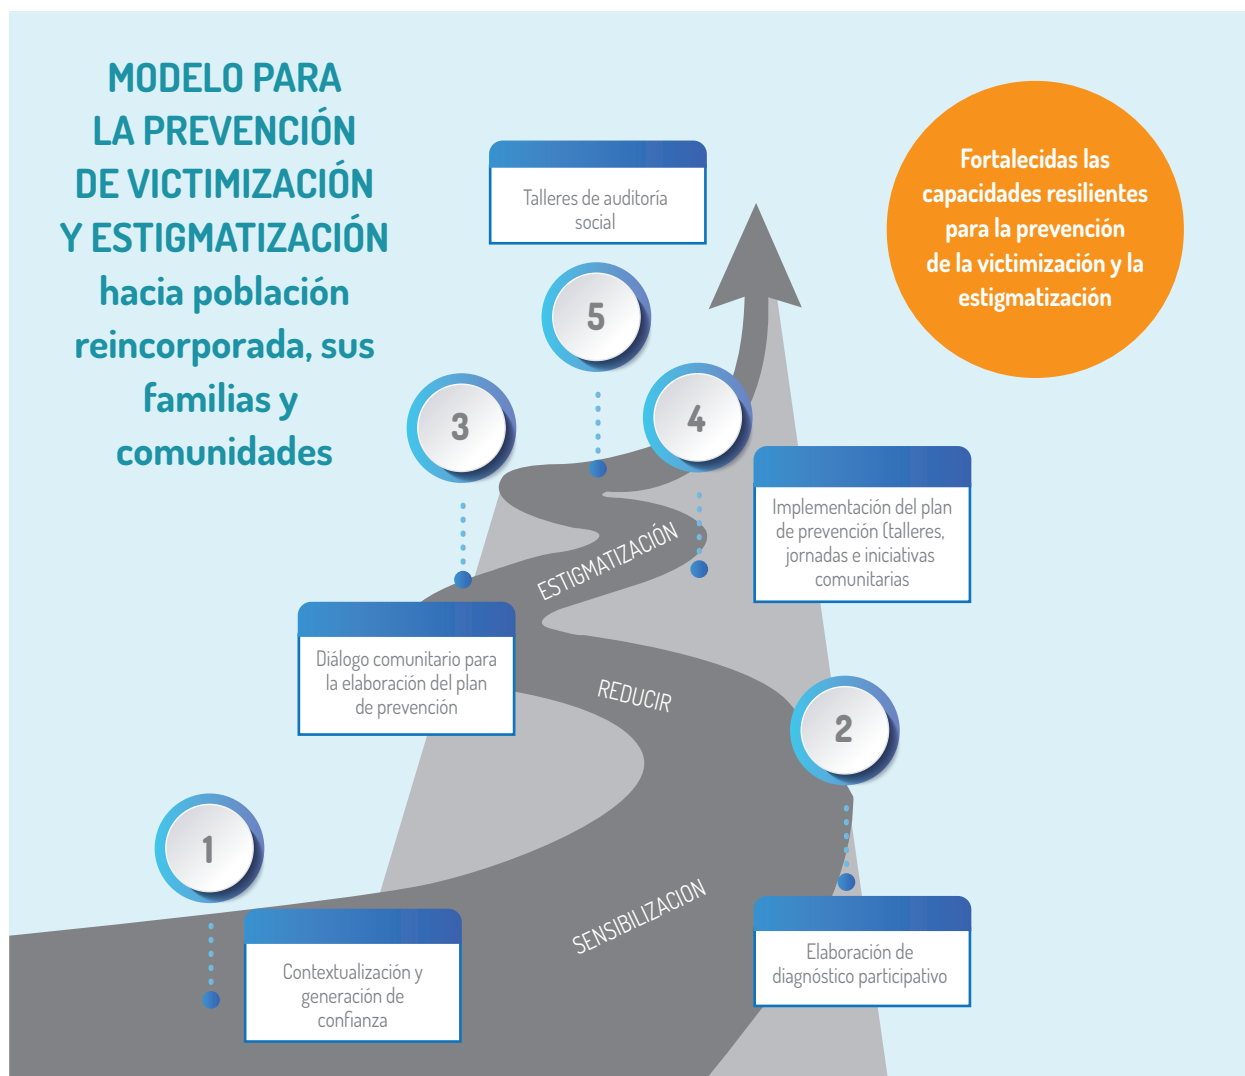 MODELO PARA
LA PREVENCIÓN
DE VICTIMIZACIÓN
Y ESTIGMATIZACIÓN
hacia población
reincorporada, sus
familias y
comunidades
Fortalecidas las
capacidades resilientes
para la prevención
de la victimización y la
estigmatización
Talleres de auditoría
social
5
4
3
Implementación del plan
de prevención (talleres,
jornadas e iniciativas
comunitarias
ESTIGMATIZACIÓN
Diálogo comunitario para
la elaboración del plan
de prevención
REDUCIR
2
1
SENSIBILIZACION
Elaboración de
diagnóstico participativo
Contextualización y
generación de
confianza